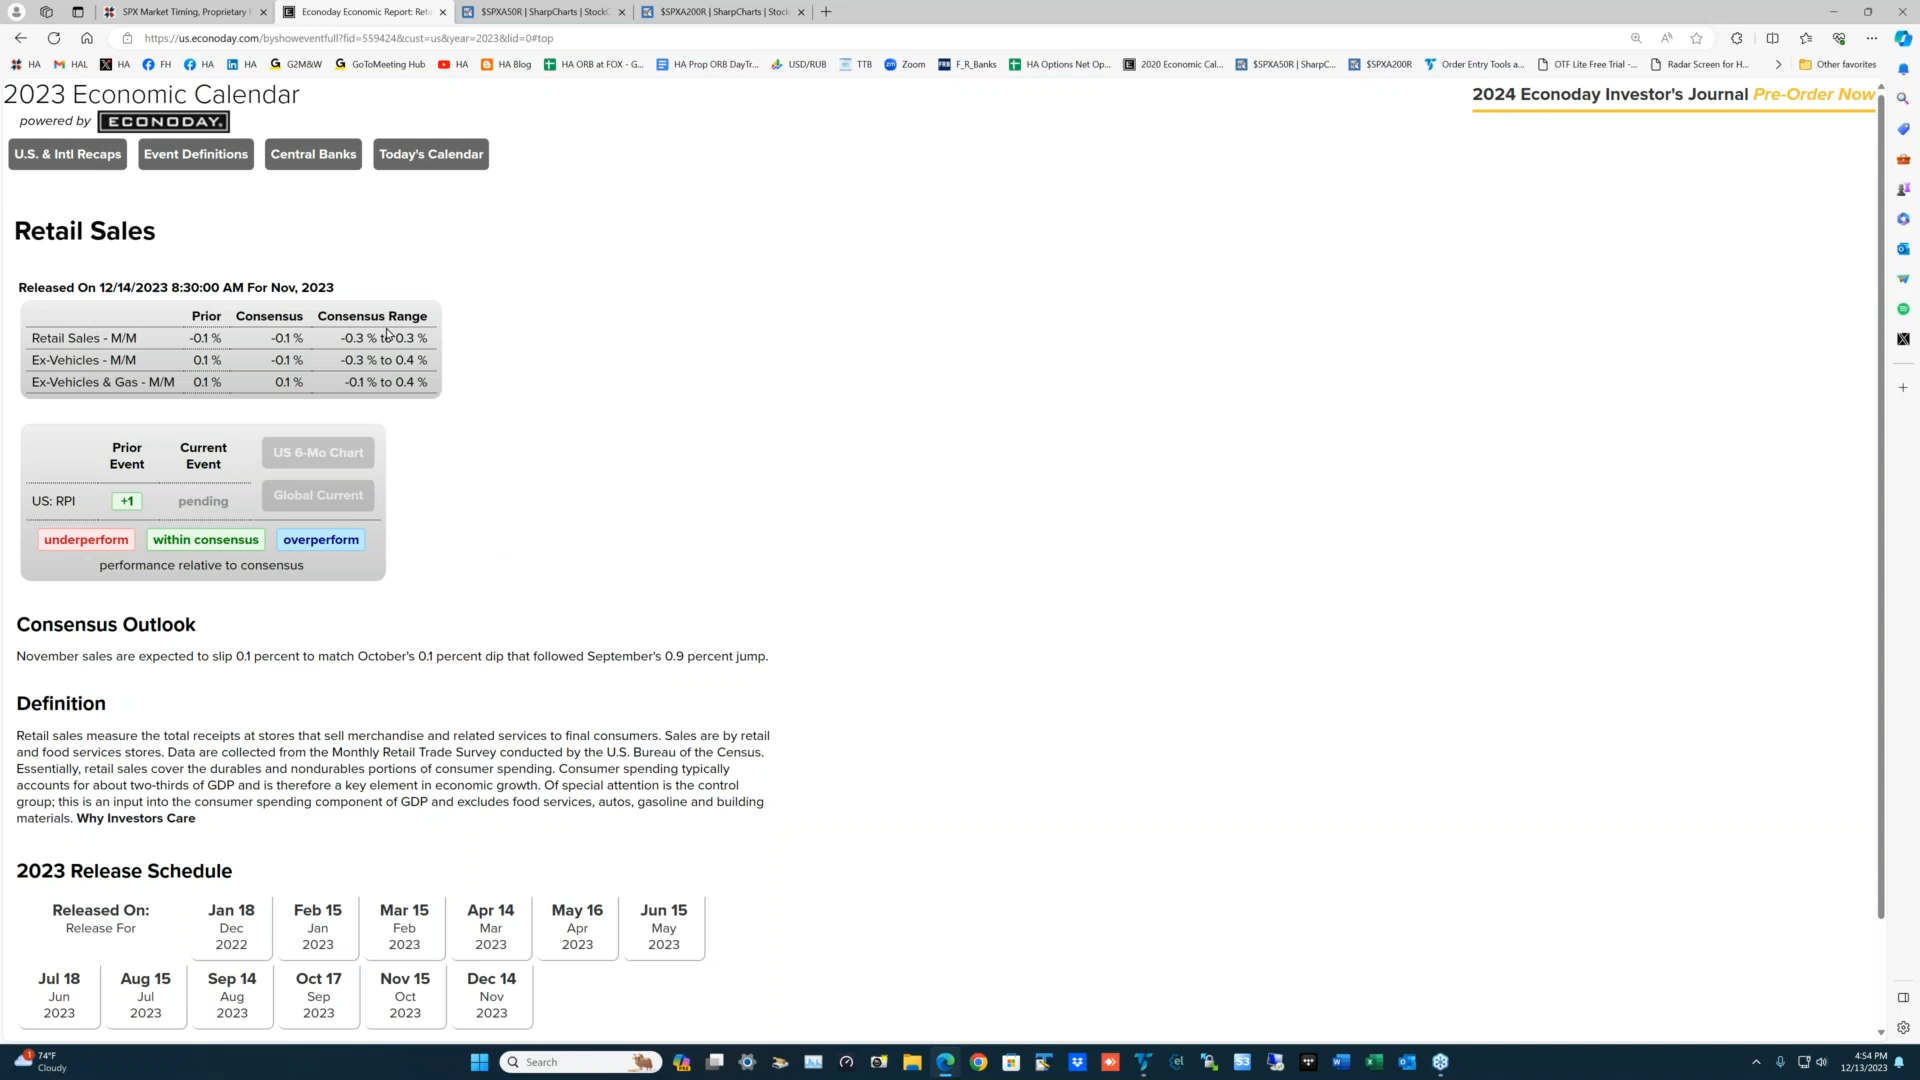 SPX Market Timing, Proprietary
Econoday Economic Report: Reta
$SPXA50R | SharpCharts | StockC
$SPXA200R | SharpCharts | Stock
https://us.econoday.com/byshoweventfull?fid=559424&cust=us&year=2023&lid=0#top
HA
HAL
HA
FH
HA
HA
G2M&W
GoToMeeting Hub
HA
HA Blog
HA ORB at FOX - G...
HA Prop ORB DayTr...
USD/RUB
TTB
Zoom
F_R_Banks
HA Options Net Op...
2020 Economic Cal...
$SPXA50R | SharpC...
$SPXA200R
Order Entry Tools a...
OTF Lite Free Trial -...
Radar Screen for H...
Other favorites
2023 Economic Calendar
2024 Econoday Investor's Journal Pre-Order Now
powered by ECONODAY.
U.S. & Intl Recaps
Event Definitions
Central Banks
Today's Calendar
Retail Sales
Released On 12/14/2023 8:30:00 AM For Nov, 2023
Prior Consensus Consensus Range
Retail Sales - M/M -0.1 % -0.1 % -0.3 % to 0.3 %
Ex-Vehicles - M/M 0.1 % -0.1 % -0.3 % to 0.4 %
Ex-Vehicles & Gas - M/M 0.1 % 0.1 % -0.1 % to 0.4 %
Prior Event
Current Event
US 6-Mo Chart
Global Current
US: RPI +1 pending
underperform within consensus overperform
performance relative to consensus
Consensus Outlook
November sales are expected to slip 0.1 percent to match October's 0.1 percent dip that followed September's 0.9 percent jump.
Definition
Retail sales measure the total receipts at stores that sell merchandise and related services to final consumers. Sales are by retail
and food services stores. Data are collected from the Monthly Retail Trade Survey conducted by the U.S. Bureau of the Census.
Essentially, retail sales cover the durables and nondurables portions of consumer spending. Consumer spending typically
accounts for about two-thirds of GDP and is therefore a key element in economic growth. Of special attention is the control
group; this is an input into the consumer spending component of GDP and excludes food services, autos, gasoline and building
materials. Why Investors Care
2023 Release Schedule
Released On: Jan 18 Feb 15 Mar 15 Apr 14 May 16 Jun 15
Release For Dec Jan Feb Mar Apr May
2022 2023 2023 2023 2023 2023
Jul 18 Aug 15 Sep 14 Oct 17 Nov 15 Dec 14
Jun Jul Aug Sep Oct Nov
2023 2023 2023 2023 2023 2023
1
74°F
Cloudy
Search
4:54 PM
12/13/2023